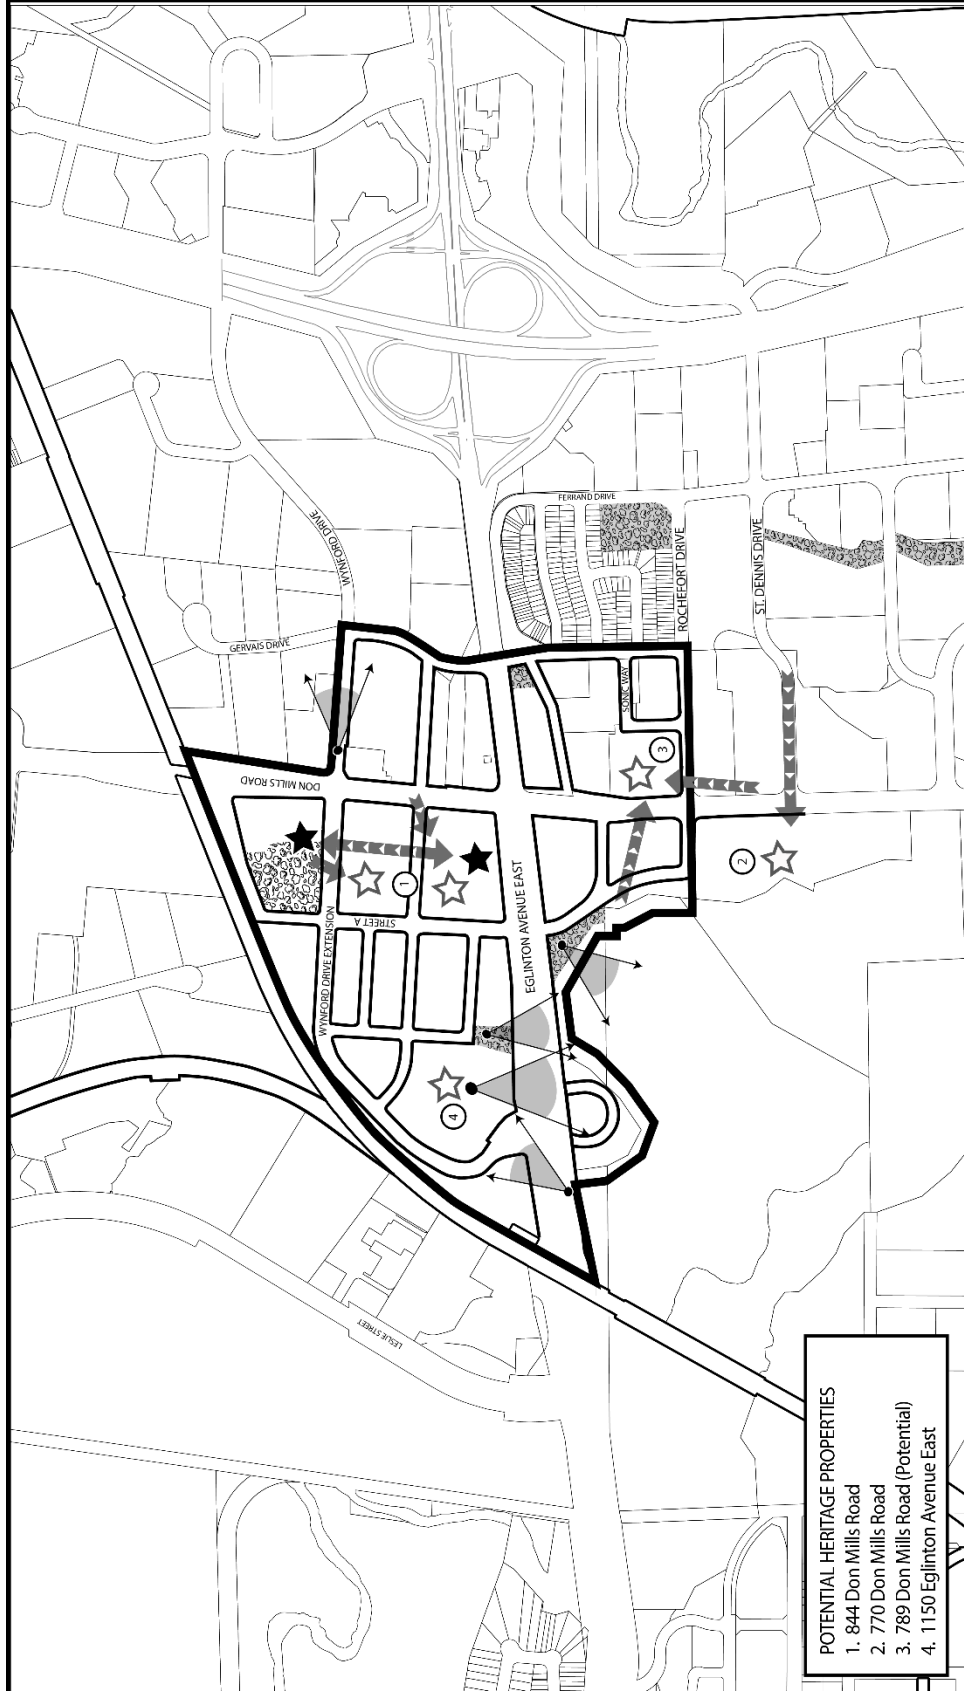 WYNFORD DRIVE
GERVAIS DRIVE
DON MILLS ROAD
FERRAND DRIVE
ROCHEFORT DRIVE
ST. DENNIS DRIVE
SONIC WAY
3
2
1
4
STREET A
EGLINTON AVENUE EAST
WYNFORD DRIVE EXTENSION
LESLIE STREET
POTENTIAL HERITAGE PROPERTIES
1. 844 Don Mills Road
2. 770 Don Mills Road
3. 789 Don Mills Road (Potential)
4. 1150 Eglinton Avenue East